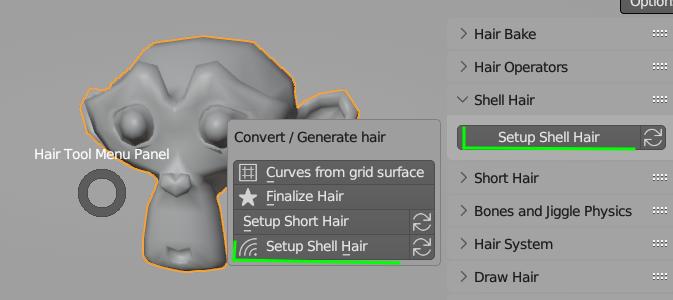 Option
Hair Bake
Hair Operators
Shell Hair
Setup Shell Hair
Short Hair
Bones and Jiggle Physics
Hair System
Draw Hair
Hair Tool Menu Panel
Convert / Generate hair
Curves from grid surface
Finalize Hair
Setup Short Hair
Setup Shell Hair